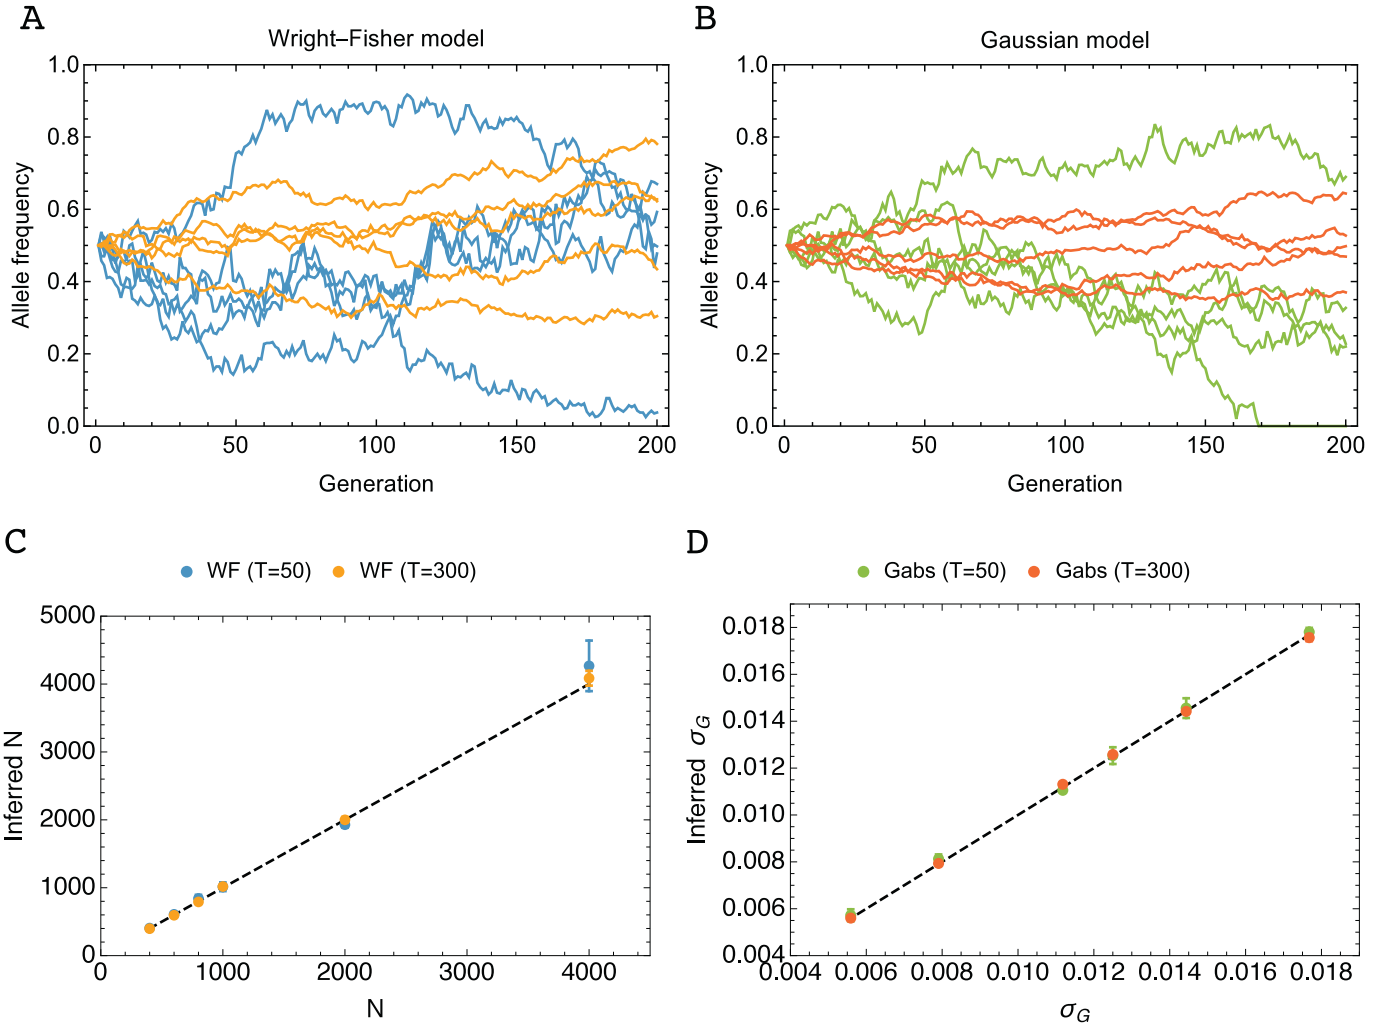 A
Wright–Fisher model
1.0
0.8
0.6
0.4
0.2
0.0
Allele frequency
0 50 100 150 200
Generation
B
Gaussian model
1.0
0.8
0.6
0.4
0.2
0.0
Allele frequency
0 50 100 150 200
Generation
C
WF (T=50) WF (T=300)
5000
4000
3000
2000
1000
0
Inferred N
0 1000 2000 3000 4000
N
D
Gabs (T=50) Gabs (T=300)
0.018
0.016
0.014
0.012
0.010
0.008
0.006
0.004
Inferred σG
0.004 0.006 0.008 0.010 0.012 0.014 0.016 0.018
σG